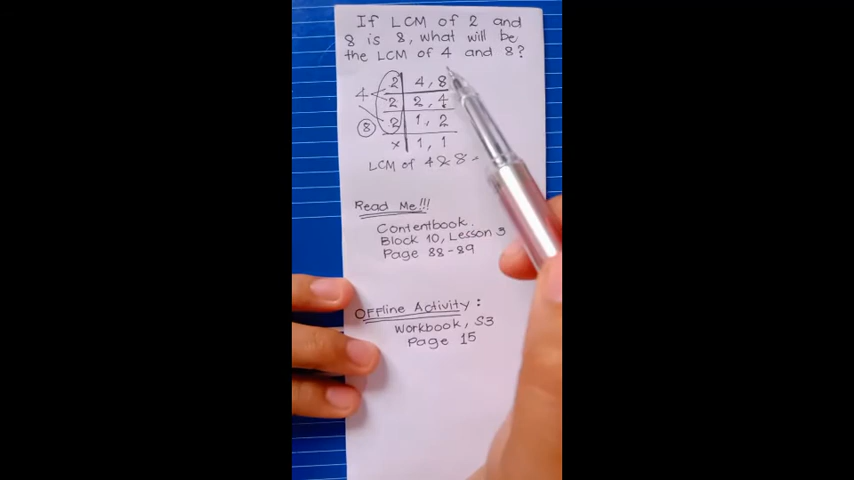 If LCM of 2 and
8 is 8, what will be
the LCM of 4 and 8?
2 4, 8
4 2 2, 4
8 2 1, 2
× 1, 1
LCM of 4 & 8 -
Read Me!!!
Contentbook.
Block 10, Lesson 3
Page 88-89
Offline Activity:
Workbook, S3
Page 15